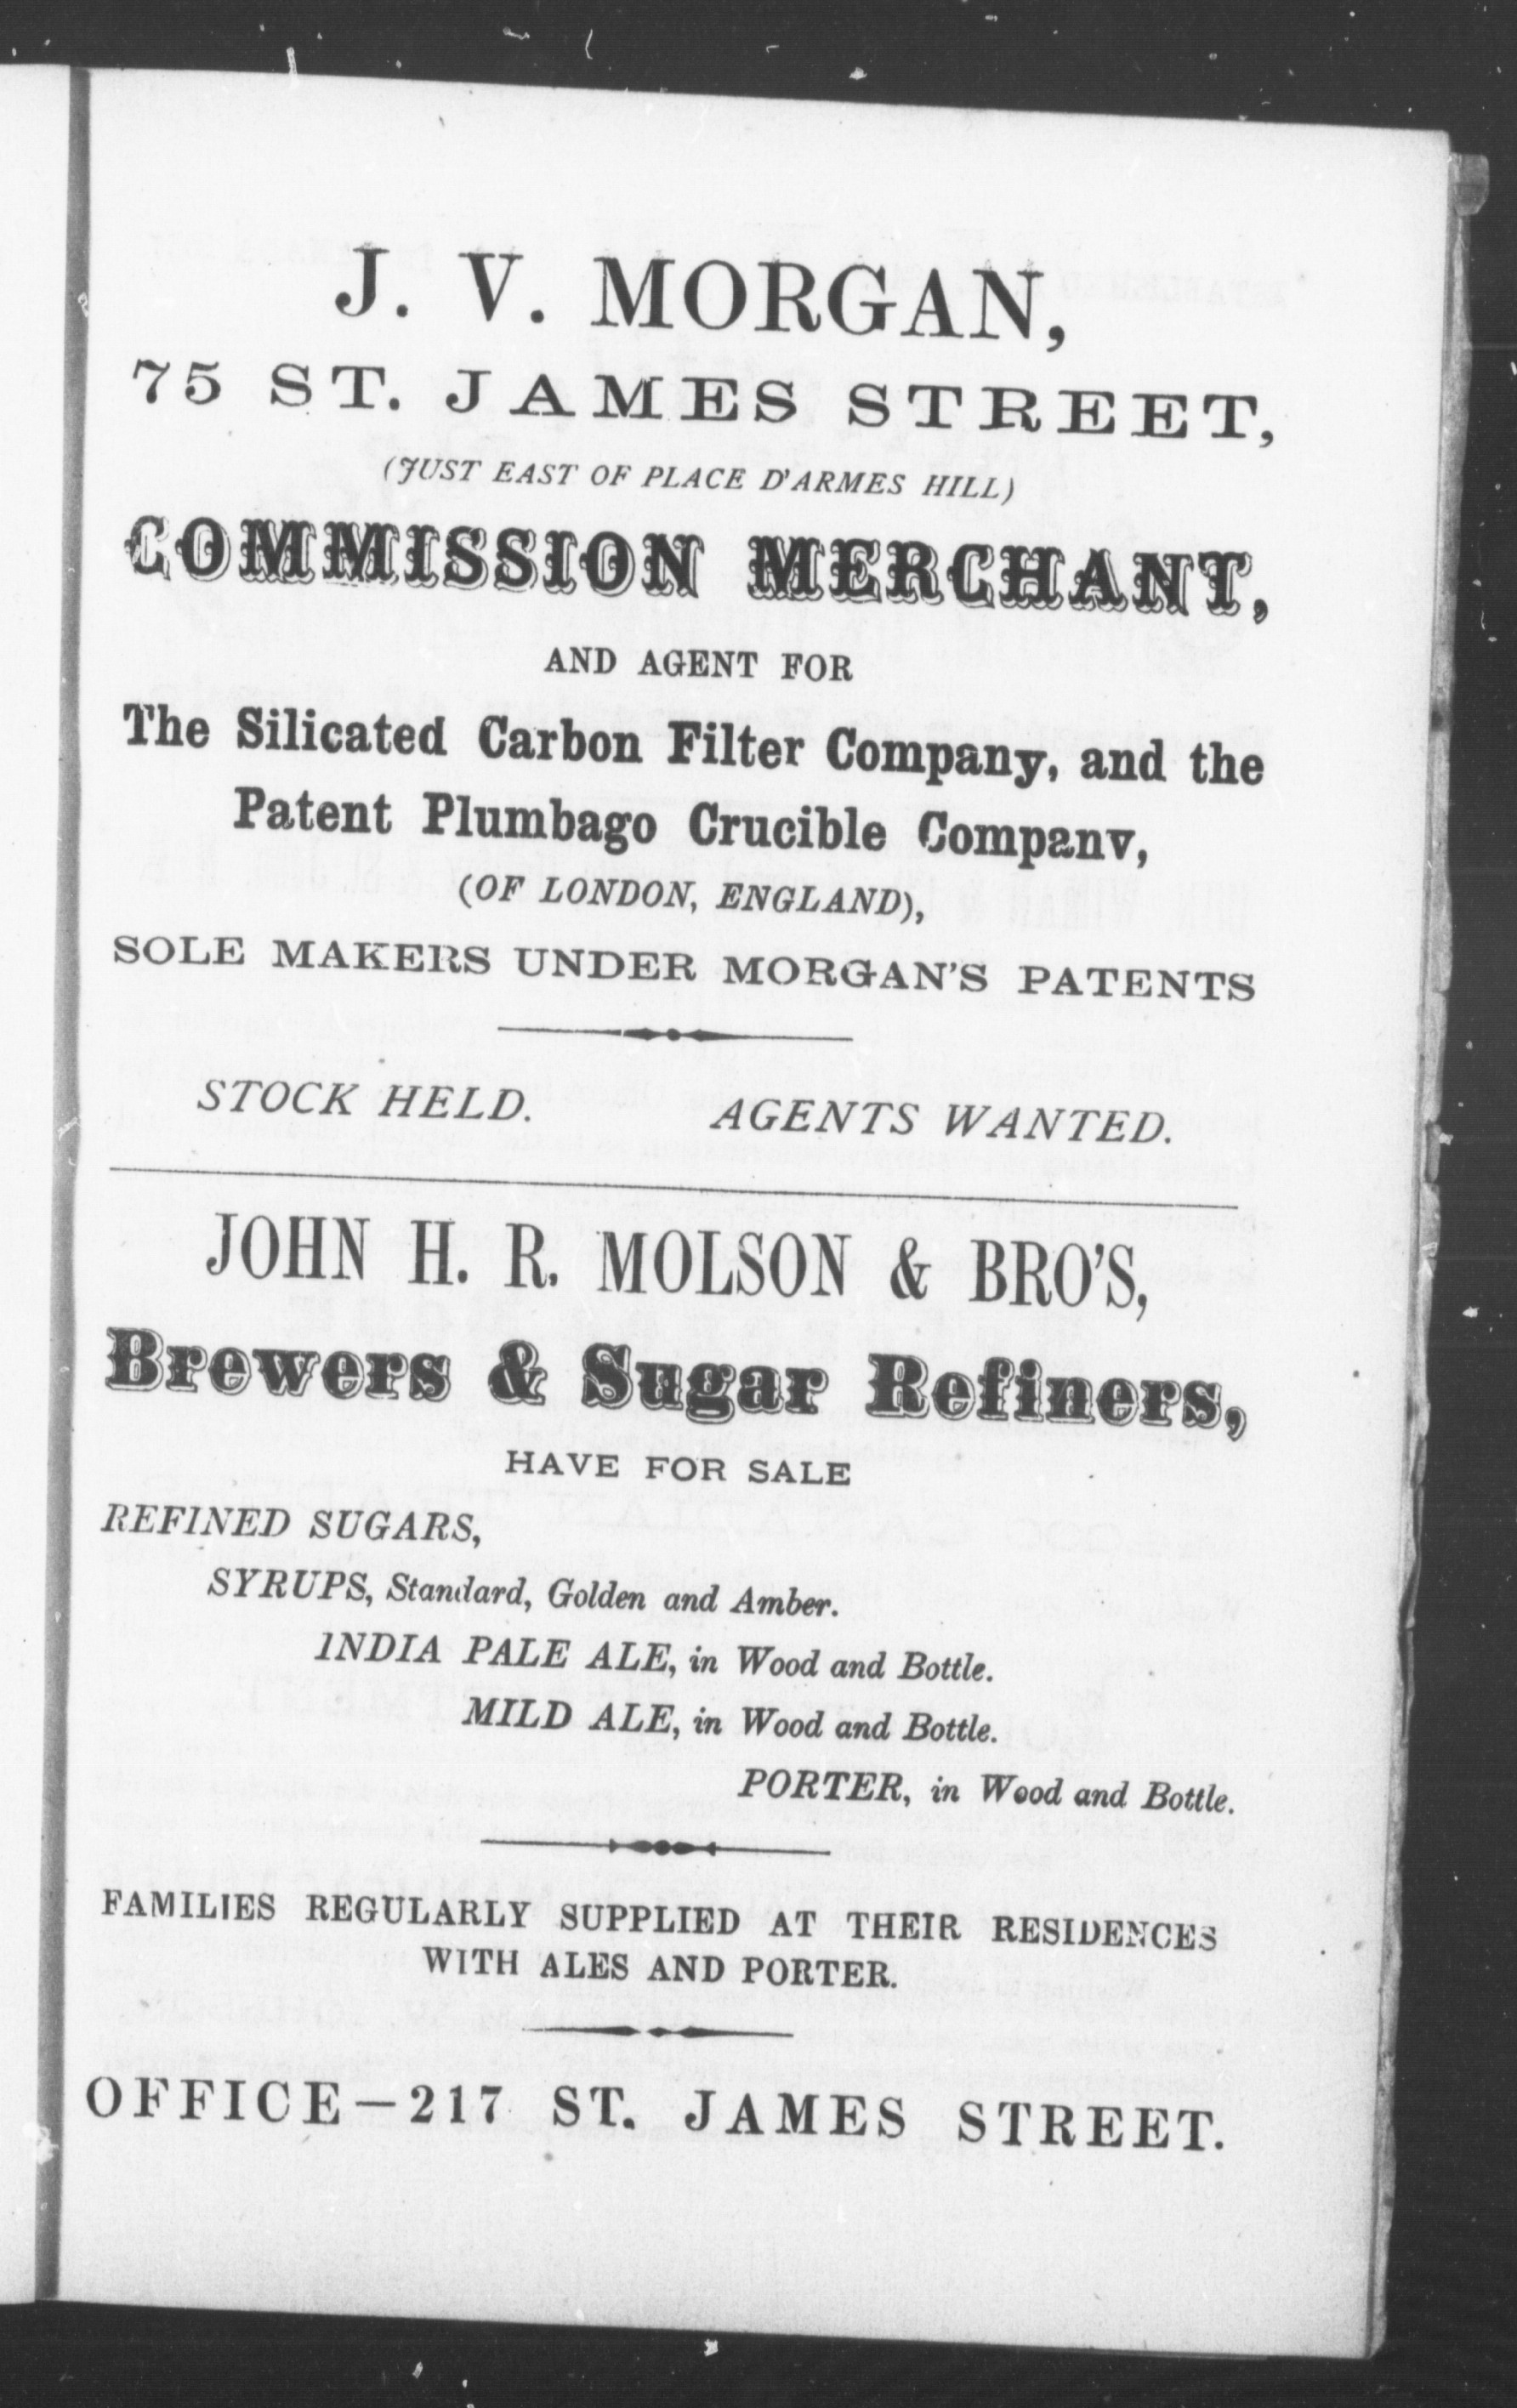 J. V. MORGAN,
75 ST. JAMES STREET,
(JUST EAST OF PLACE D'ARMES HILL)
COMMISSION MERCHANT,
AND AGENT FOR
The Silicated Carbon Filter Company, and the
Patent Plumbago Crucible Company,
(OF LONDON, ENGLAND),
SOLE MAKERS UNDER MORGAN'S PATENTS
STOCK HELD. AGENTS WANTED.
JOHN H. R. MOLSON & BRO'S,
Brewers & Sugar Refiners,
HAVE FOR SALE
REFINED SUGARS,
SYRUPS, Standard, Golden and Amber.
INDIA PALE ALE, in Wood and Bottle.
MILD ALE, in Wood and Bottle.
PORTER, in Wood and Bottle.
FAMILIES REGULARLY SUPPLIED AT THEIR RESIDENCES
WITH ALES AND PORTER.
OFFICE—217 ST. JAMES STREET.